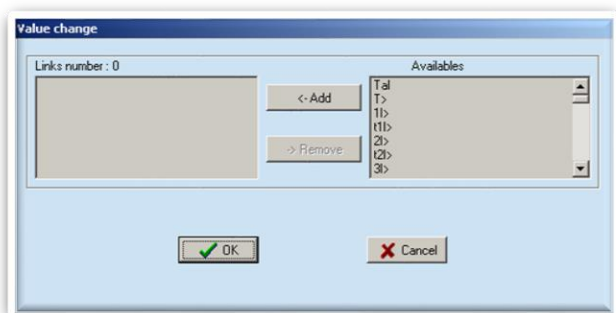 Value change
Links number : 0
Availables
<- Add
-> Remove
Tal
T>
1I>
t1I>
2I>
t2I>
3I>
OK
Cancel